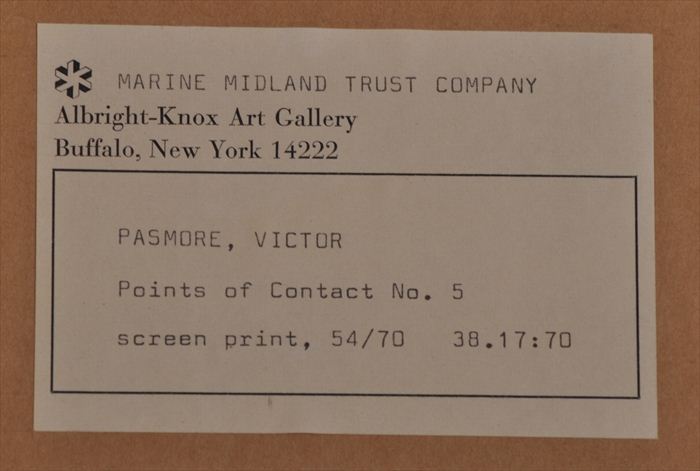 MARINE MIDLAND TRUST COMPANY
Albright-Knox Art Gallery
Buffalo, New York 14222
PASMORE, VICTOR
Points of Contact No. 5
screen print, 54/70 38.17:70